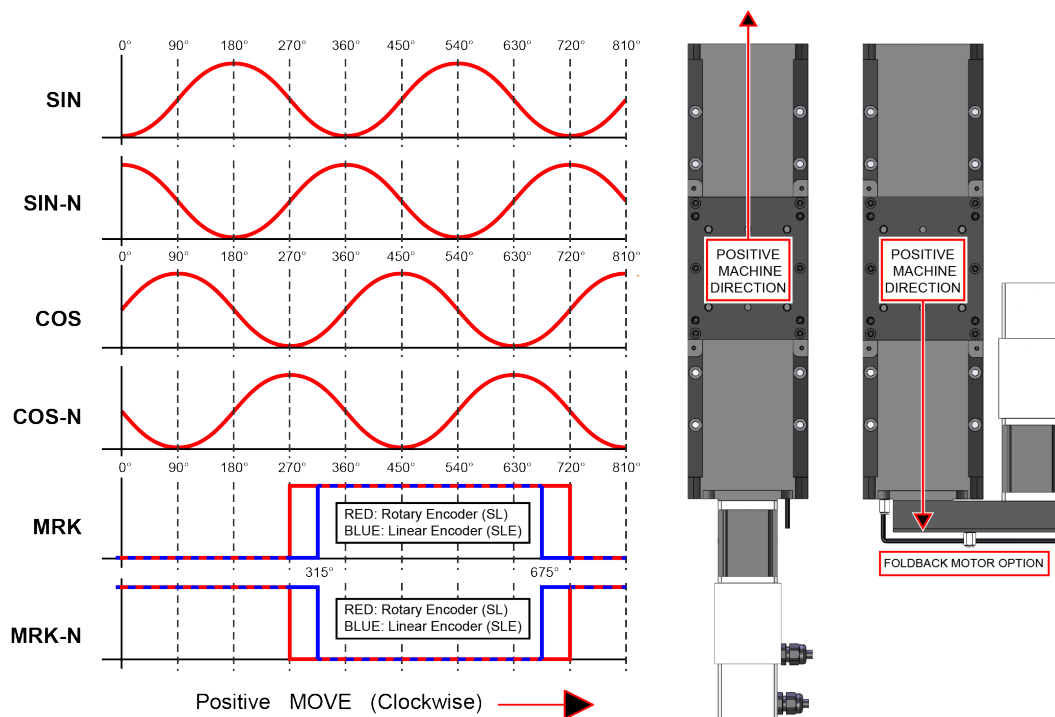 0° 90° 180° 270° 360° 450° 540° 630° 720° 810°
SIN
SIN-N
0° 90° 180° 270° 360° 450° 540° 630° 720° 810°
COS
COS-N
0° 90° 180° 270° 360° 450° 540° 630° 720° 810°
MRK
RED: Rotary Encoder (SL)
BLUE: Linear Encoder (SLE)
315° 675°
MRK-N
RED: Rotary Encoder (SL)
BLUE: Linear Encoder (SLE)
Positive MOVE (Clockwise)
POSITIVE
MACHINE
DIRECTION
POSITIVE
MACHINE
DIRECTION
FOLDBACK MOTOR OPTION